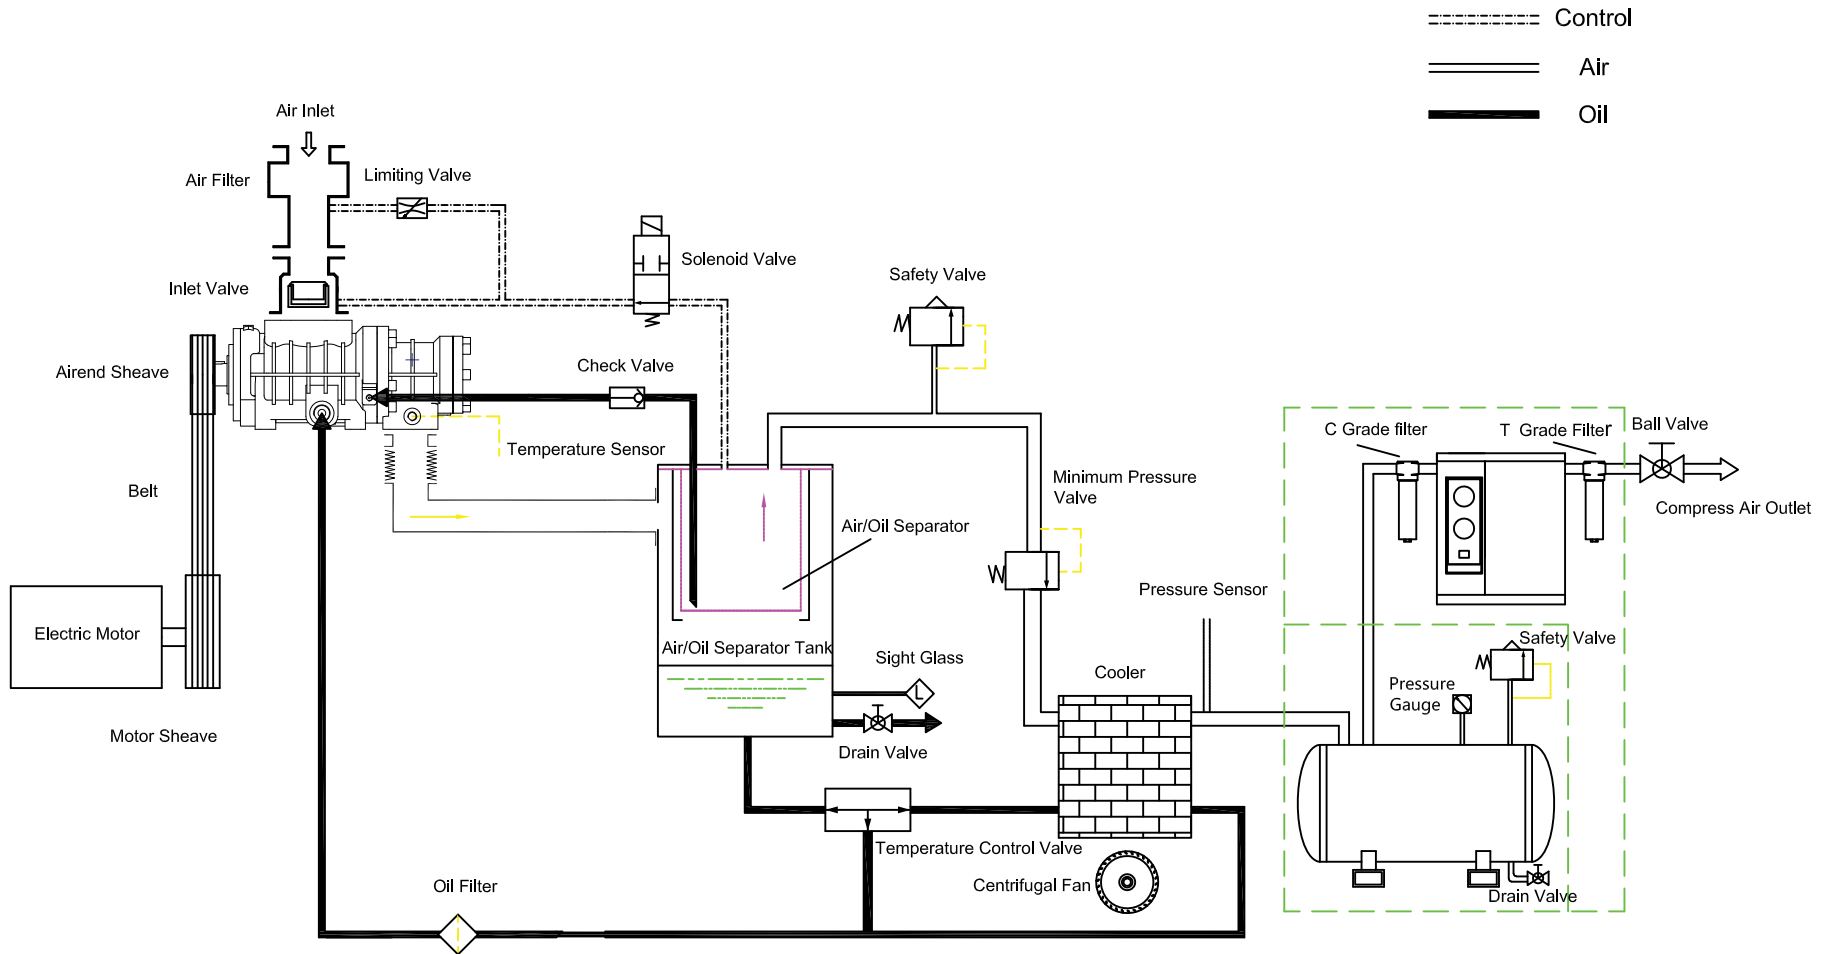 Control
Air
Oil
Air Inlet
Air Filter
Limiting Valve
Solenoid Valve
Safety Valve
Inlet Valve
Airend Sheave
Check Valve
Temperature Sensor
Belt
C Grade filter
T Grade Filter
Ball Valve
Minimum Pressure
Valve
Compress Air Outlet
Air/Oil Separator
Pressure Sensor
Electric Motor
Air/Oil Separator Tank
Sight Glass
L
Cooler
Safety Valve
Pressure
Gauge
Motor Sheave
Drain Valve
Temperature Control Valve
Oil Filter
Centrifugal Fan
Drain Valve